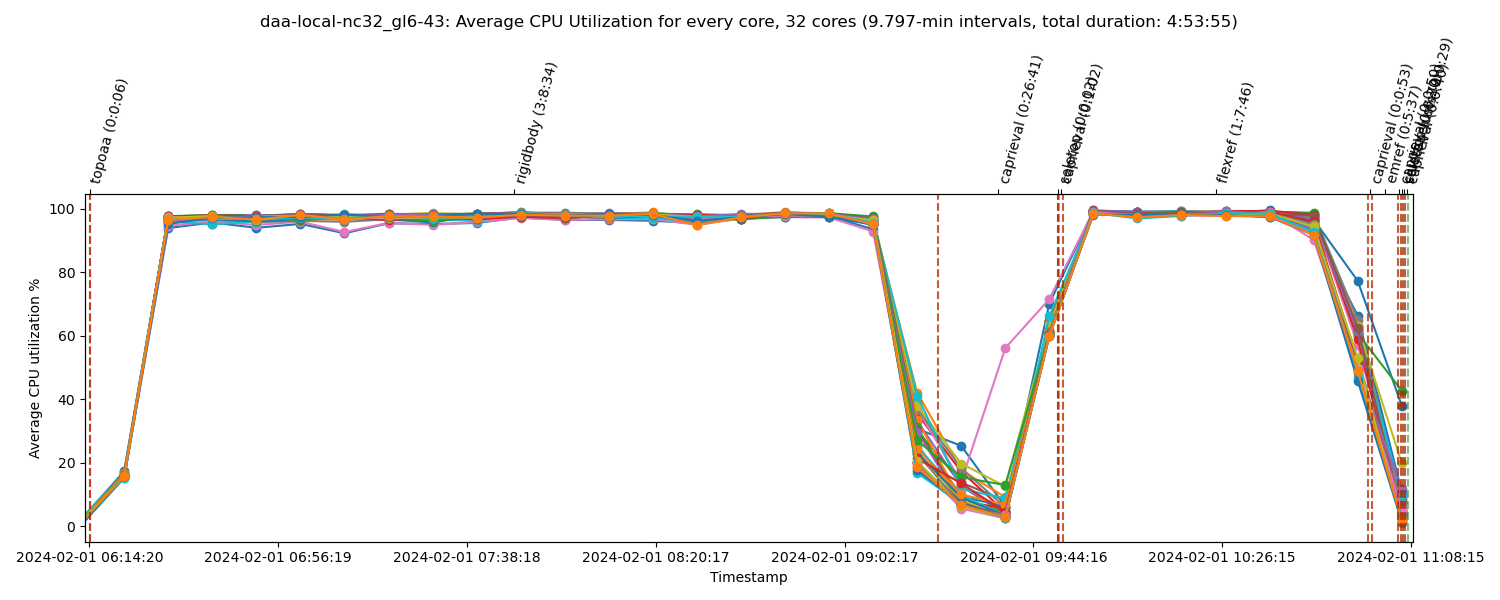 daa-local-nc32_gl6-43: Average CPU Utilization for every core, 32 cores (9.797-min intervals, total duration: 4:53:55)
topoaa (0:0:06)
rigidbody (3:8:34)
caprieval (0:26:41)
caprieval (0:1:02)
flexref (1:7:46)
caprieval (0:0:53)
emref (0:5:37)
Average CPU utilization %
100
80
60
40
20
0
2024-02-01 06:14:20
2024-02-01 06:56:19
2024-02-01 07:38:18
2024-02-01 08:20:17
2024-02-01 09:02:17
2024-02-01 09:44:16
2024-02-01 10:26:15
2024-02-01 11:08:15
Timestamp